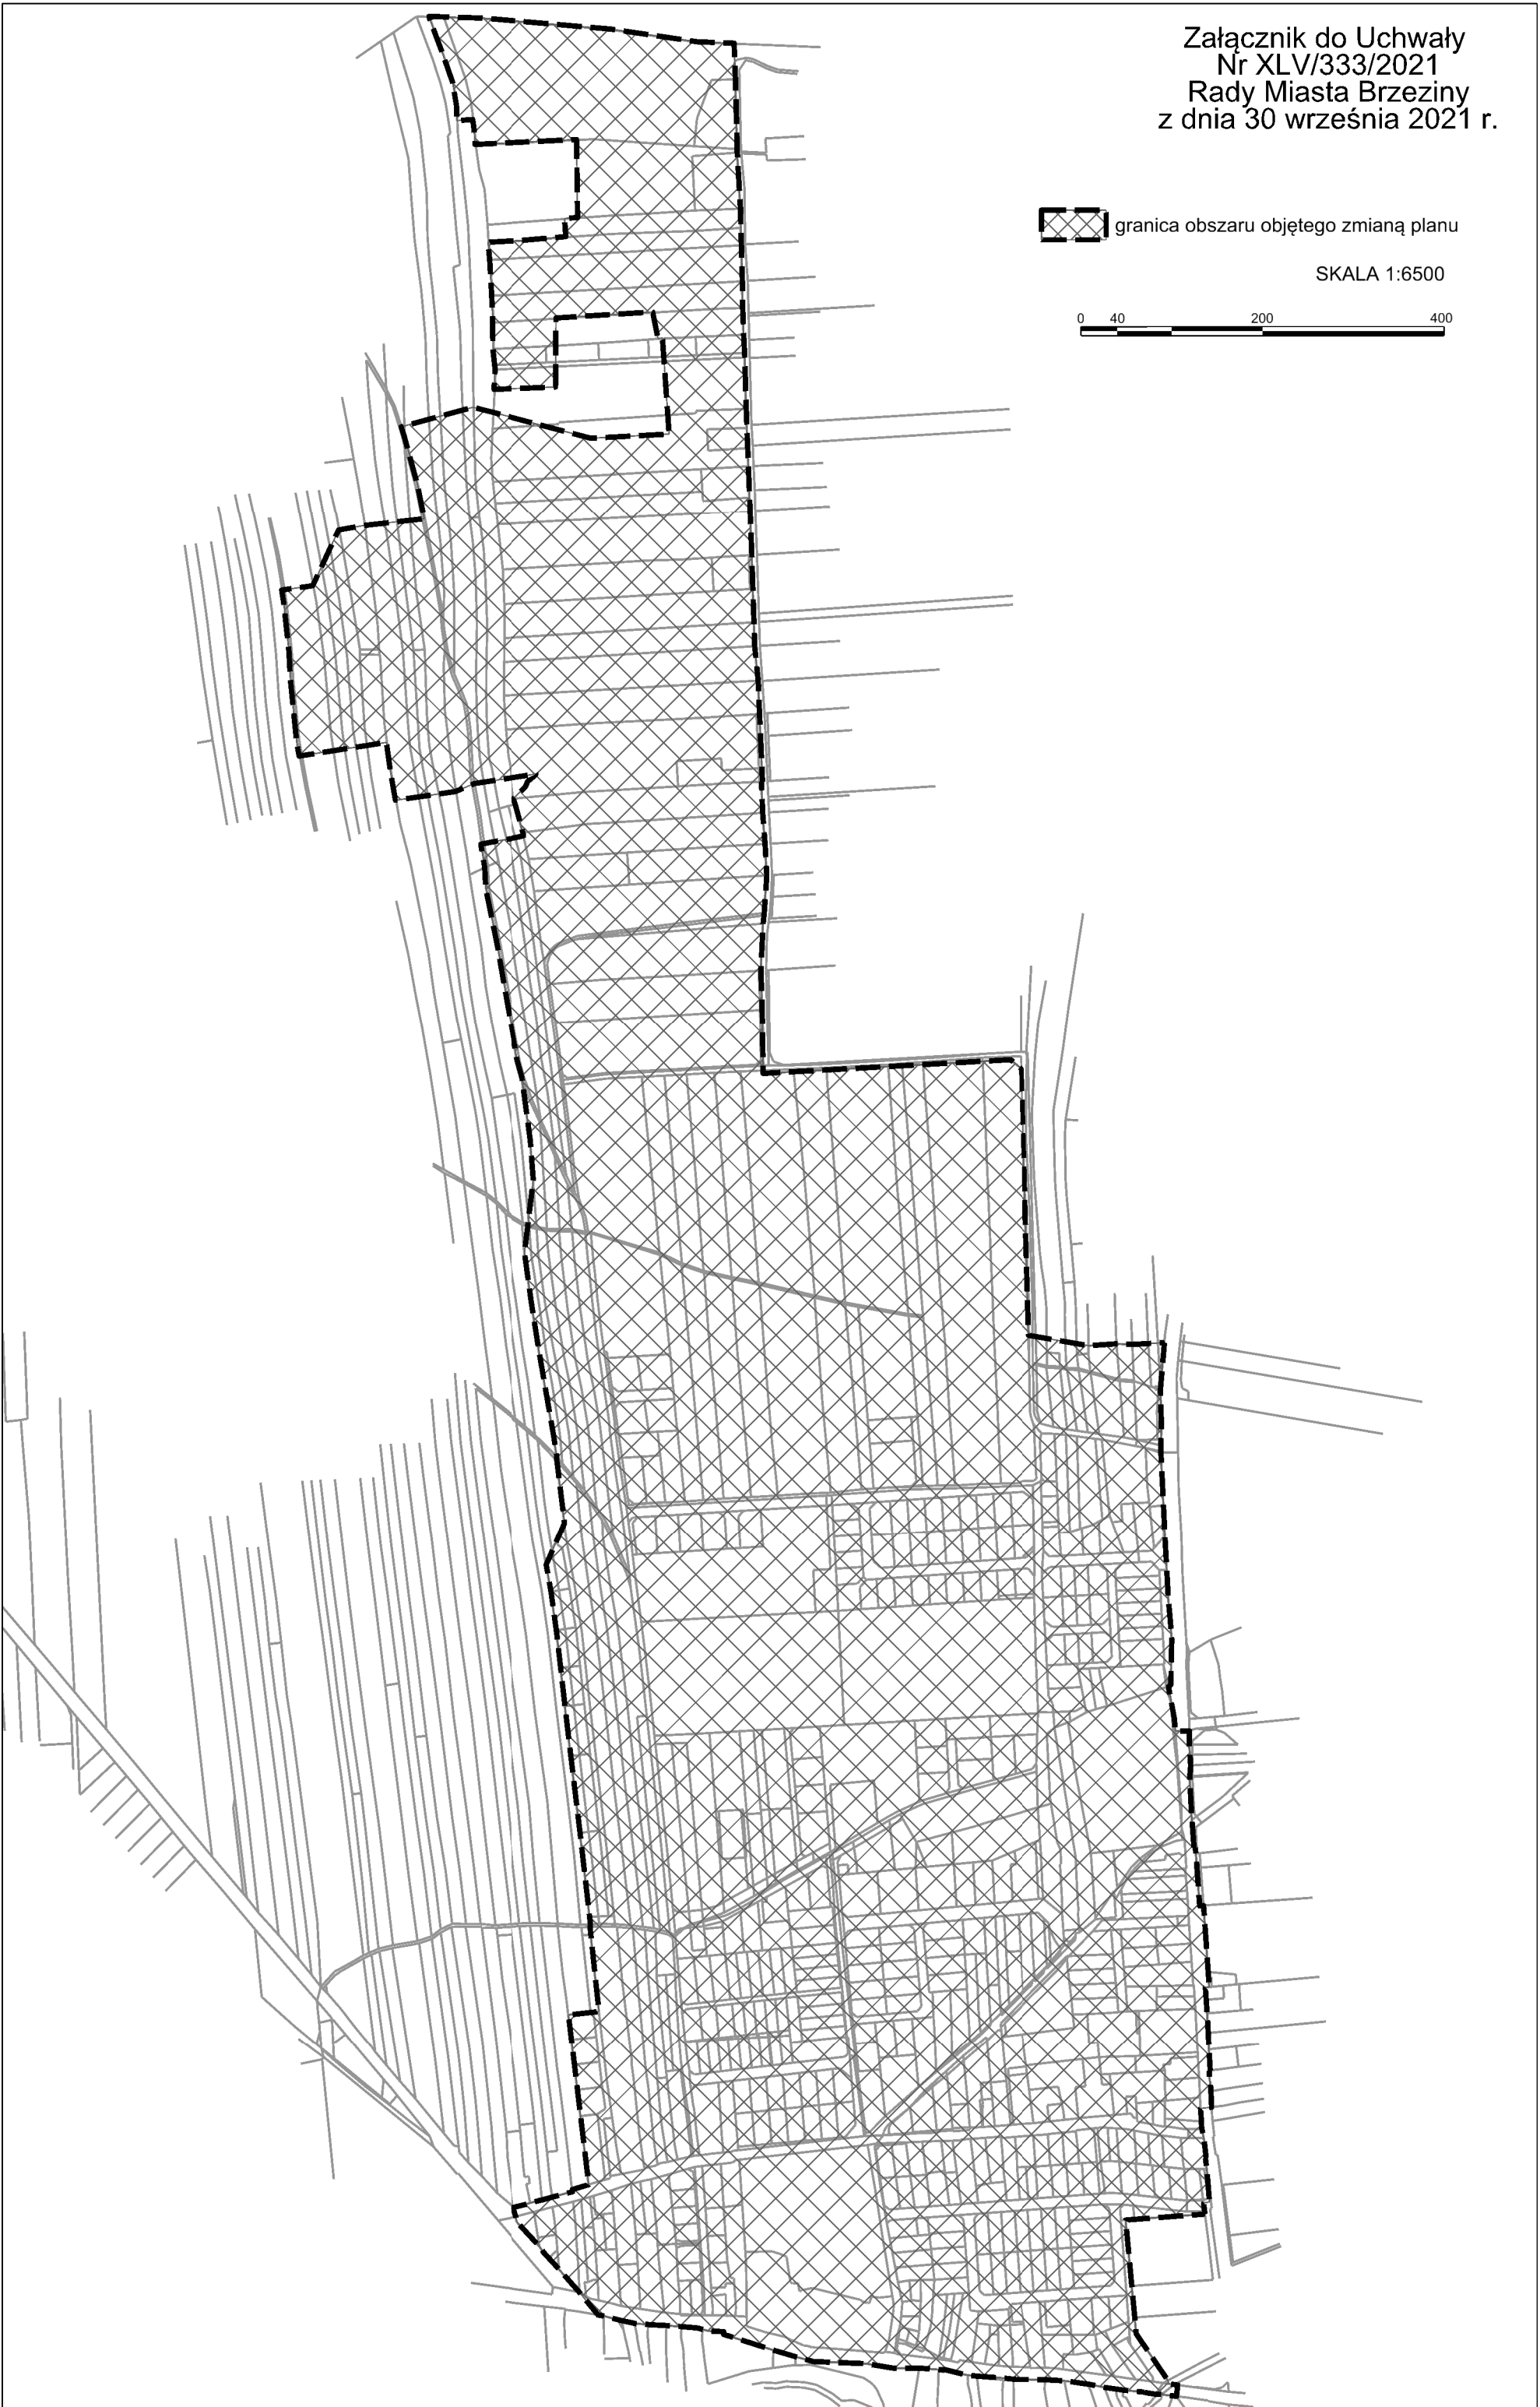 Załącznik do Uchwały
Nr XLV/333/2021
Rady Miasta Brzeziny
z dnia 30 września 2021 r.
granica obszaru objętego zmianą planu
SKALA 1:6500
0 40 200 400